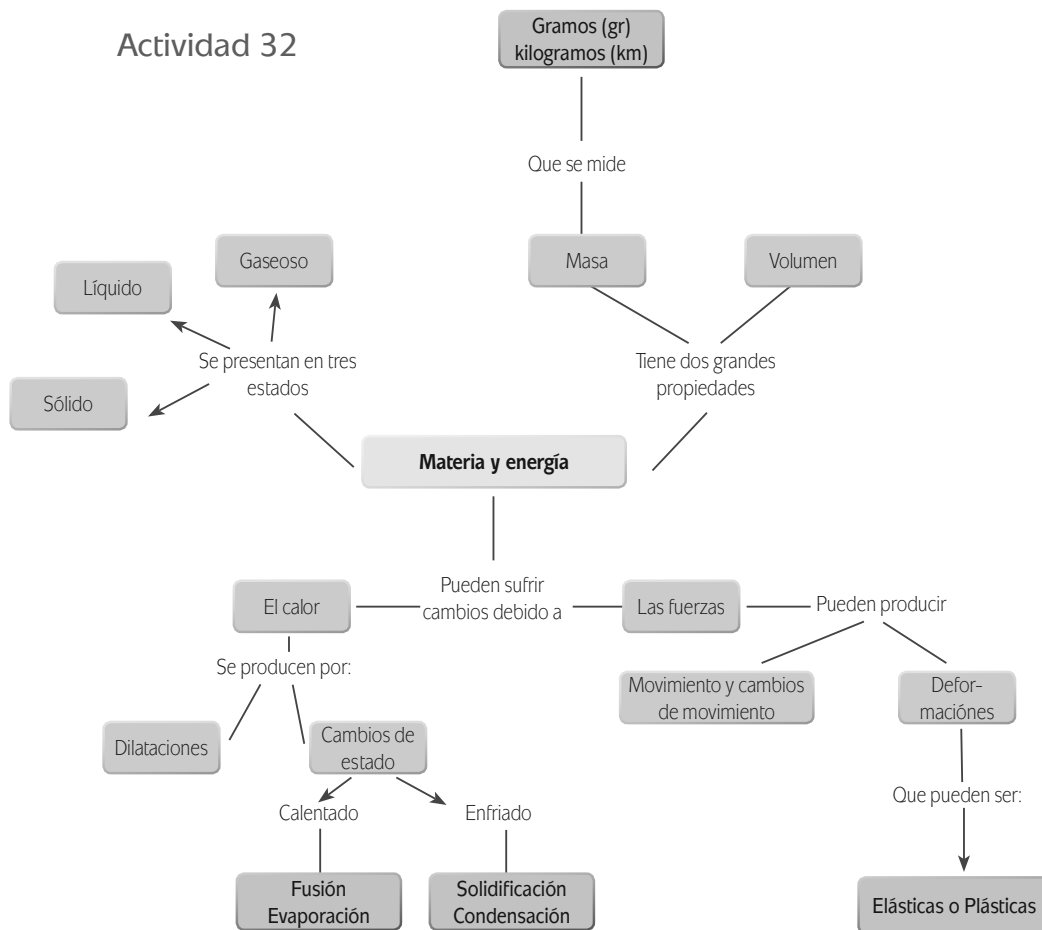 Actividad 32
Gramos (gr)
kilogramos (km)
Que se mide
Masa
Volumen
Tiene dos grandes
propiedades
Gaseoso
Líquido
Sólido
Se presentan en tres
estados
Materia y energía
Pueden sufrir
cambios debido a
El calor
Las fuerzas
Pueden producir
Se producen por:
Dilataciones
Cambios de
estado
Calentado
Enfriado
Fusión
Evaporación
Solidificación
Condensación
Movimiento y cambios
de movimiento
Defor-
maciónes
Que pueden ser:
Elásticas o Plásticas